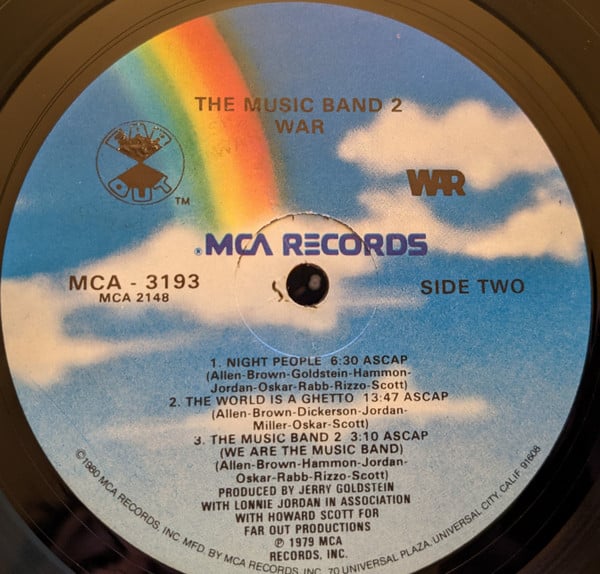 THE MUSIC BAND 2
WAR
FAR
OUT
TM
WAR
®MCA RECORDS
MCA - 3193
MCA 2148
SIDE TWO
1. NIGHT PEOPLE 6:30 ASCAP
(Allen-Brown-Goldstein-Hammon-
Jordan-Oskar-Rabb-Rizzo-Scott)
2. THE WORLD IS A GHETTO 13:47 ASCAP
(Allen-Brown-Dickerson-Jordan-
Miller-Oskar-Scott)
3. THE MUSIC BAND 2 3:10 ASCAP
(WE ARE THE MUSIC BAND)
(Allen-Brown-Hammon-Jordan-
Oskar-Rabb-Rizzo-Scott)
PRODUCED BY JERRY GOLDSTEIN
WITH LONNIE JORDAN IN ASSOCIATION
WITH HOWARD SCOTT FOR
FAR OUT PRODUCTIONS
℗ 1979 MCA
RECORDS, INC.
©1980 MCA RECORDS, INC. MFD. BY MCA RECORDS, INC. 70 UNIVERSAL PLAZA, UNIVERSAL CITY, CALIF. 91608